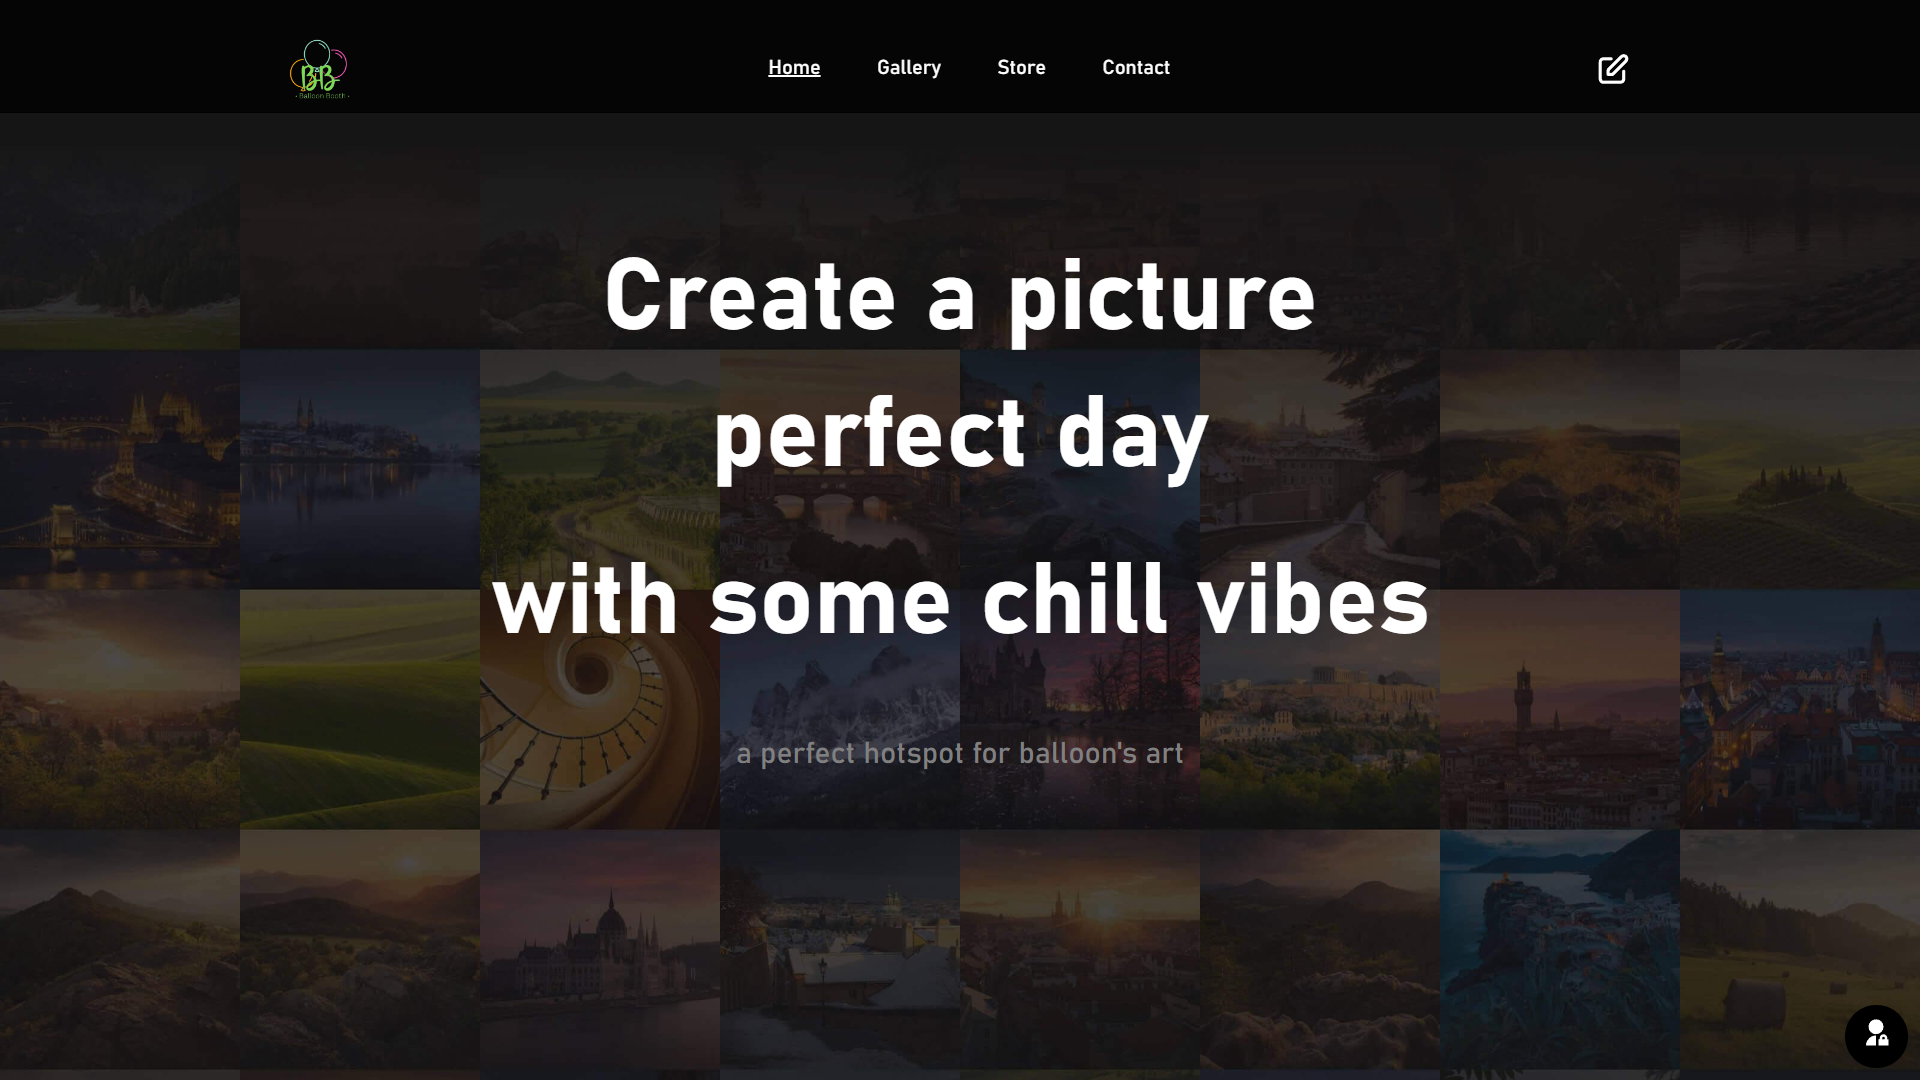 B&B
• Balloon Booth •
Home
Gallery
Store
Contact
Create a picture
perfect day
with some chill vibes
a perfect hotspot for balloon's art